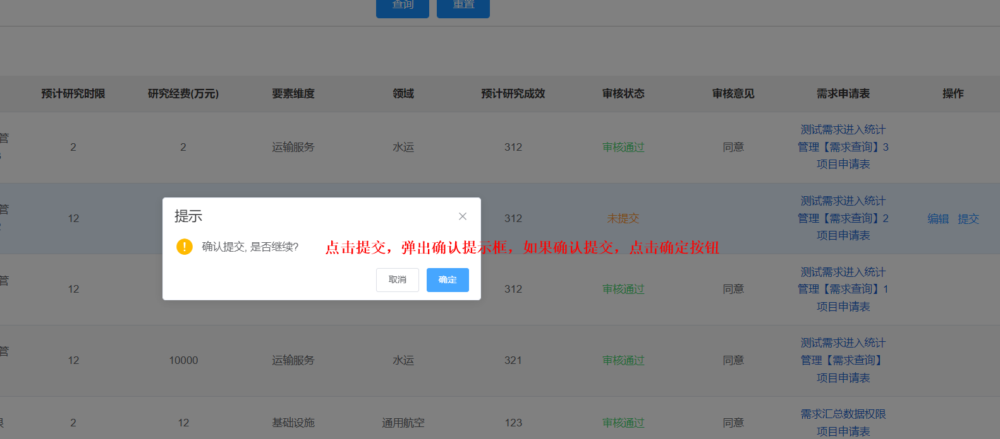 查询 重置
预计研究时限 研究经费(万元) 要素维度 领域 预计研究成效 审核状态 审核意见 需求申请表 操作
测试需求进入统计
管
2 2 运输服务 水运 312 审核通过 同意 管理【需求查询】3
项目申请表
测试需求进入统计
管
12 312 未提交 管理【需求查询】2 编辑 提交
项目申请表
提示
确认提交, 是否继续?
点击提交，弹出确认提示框，如果确认提交，点击确定按钮
取消 确定
测试需求进入统计
管
12 312 审核通过 同意 管理【需求查询】1
项目申请表
测试需求进入统计
管
12 10000 运输服务 水运 321 审核通过 同意 管理【需求查询】
项目申请表
需求汇总数据权限
2 12 基础设施 通用航空 123 审核通过 同意
项目申请表